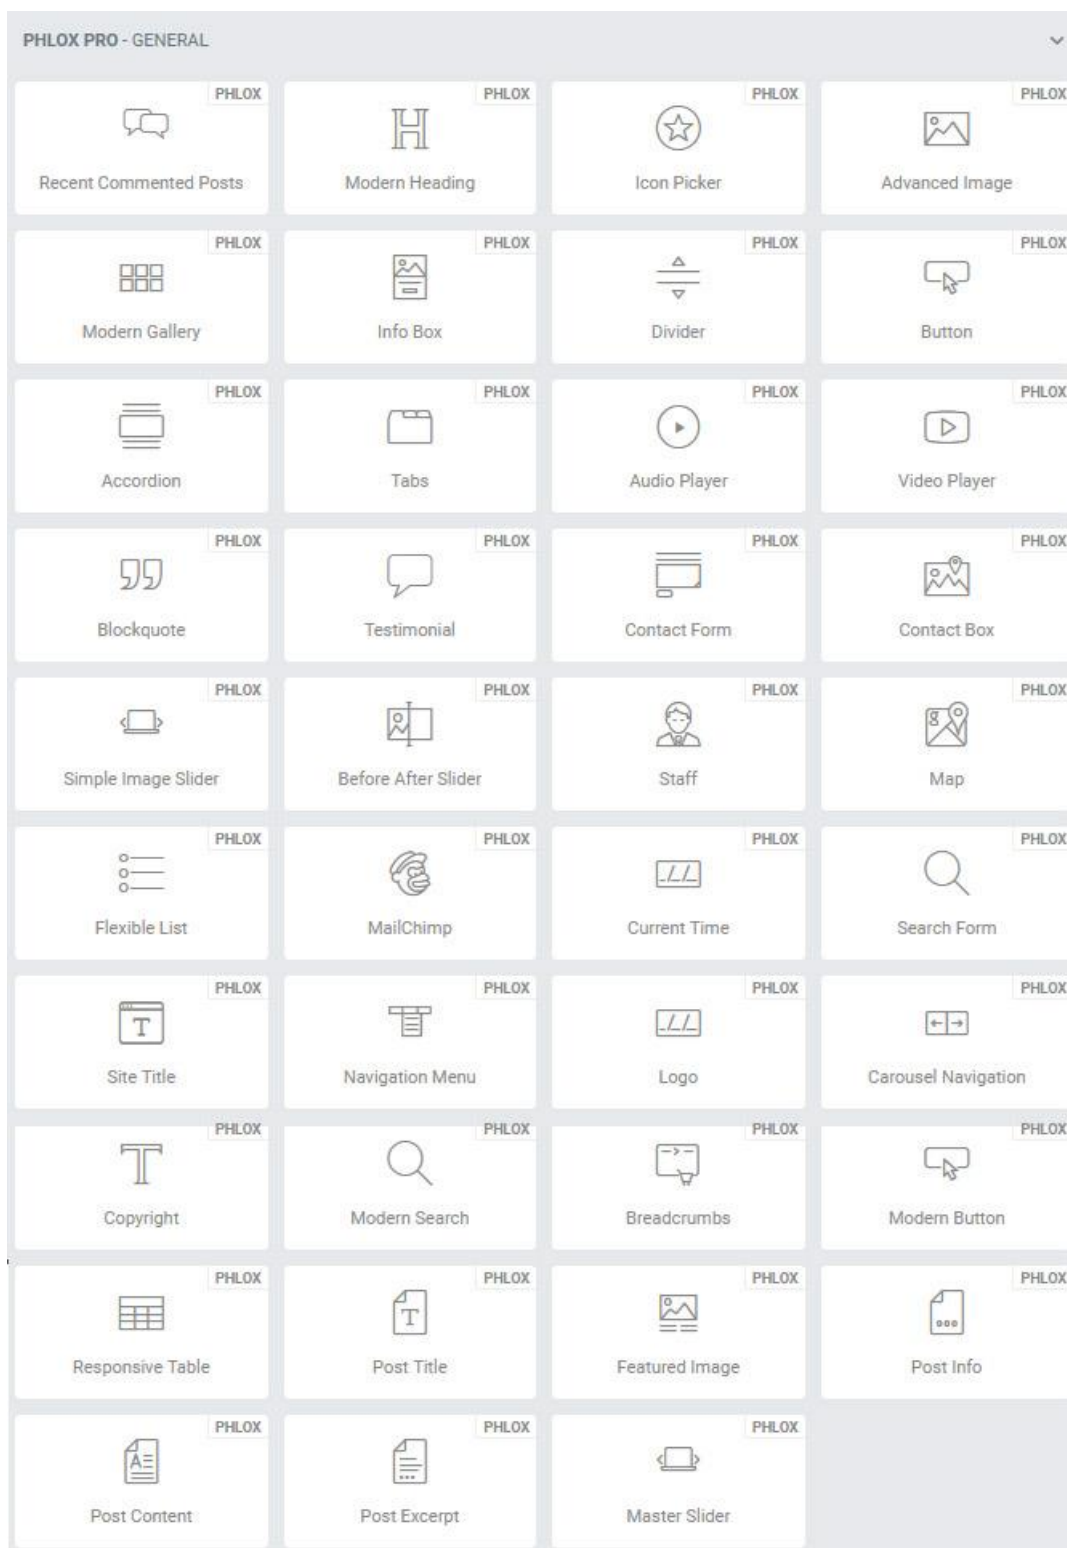 PHLOX PRO - GENERAL
PHLOX PHLOX PHLOX PHLOX
Recent Commented Posts Modern Heading Icon Picker Advanced Image
PHLOX PHLOX PHLOX PHLOX
Modern Gallery Info Box Divider Button
PHLOX PHLOX PHLOX PHLOX
Accordion Tabs Audio Player Video Player
PHLOX PHLOX PHLOX PHLOX
Blockquote Testimonial Contact Form Contact Box
PHLOX PHLOX PHLOX PHLOX
Simple Image Slider Before After Slider Staff Map
PHLOX PHLOX PHLOX PHLOX
Flexible List MailChimp Current Time Search Form
PHLOX PHLOX PHLOX PHLOX
Site Title Navigation Menu Logo Carousel Navigation
PHLOX PHLOX PHLOX PHLOX
Copyright Modern Search Breadcrumbs Modern Button
PHLOX PHLOX PHLOX PHLOX
Responsive Table Post Title Featured Image Post Info
PHLOX PHLOX PHLOX
Post Content Post Excerpt Master Slider